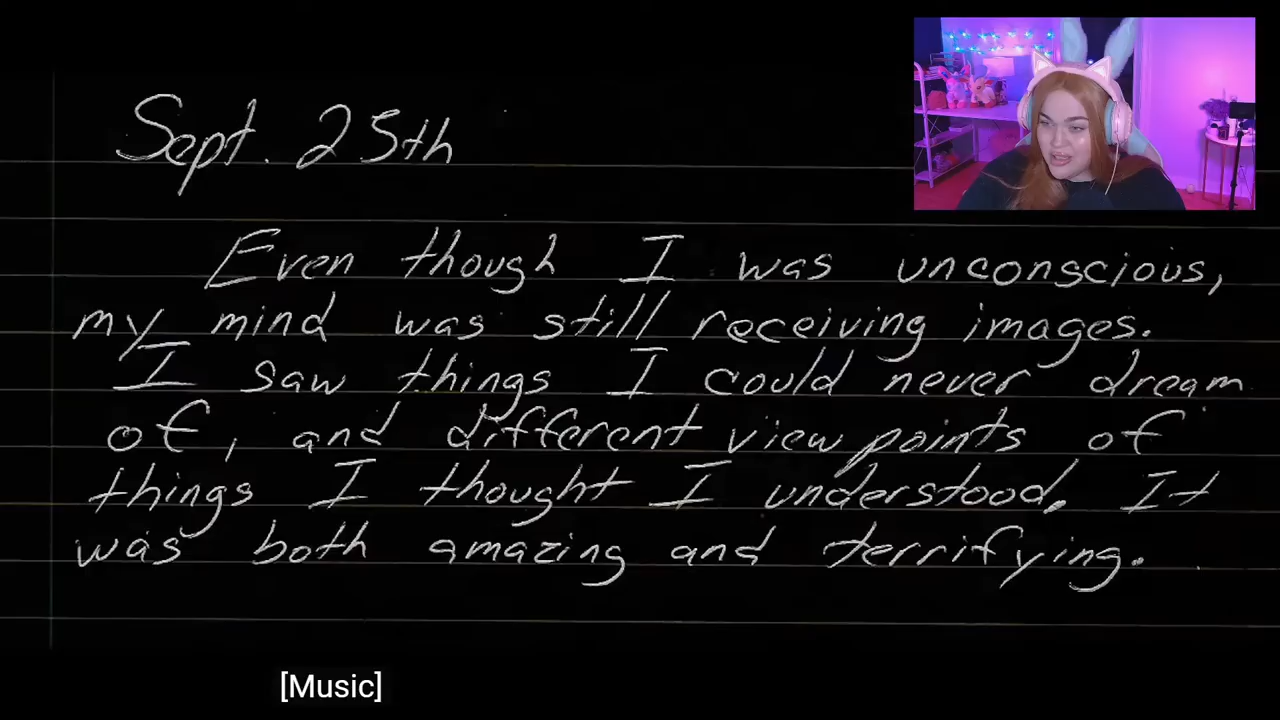 Sept. 25th
Even though I was unconscious,
my mind was still receiving images.
I saw things I could never dream
of, and different view points of
things I thought I understood. It
was both amazing and terrifying.
[Music]